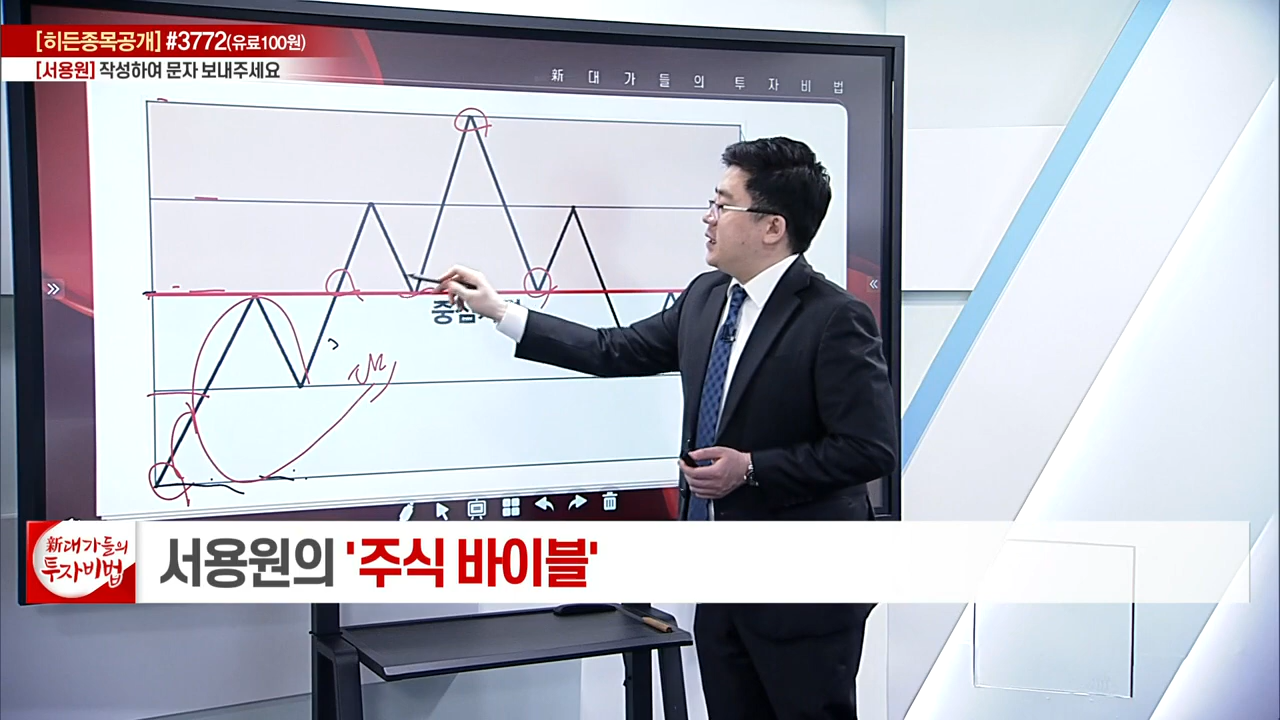 [히든종목공개] #3772(유료100원)
[서용원] 작성하여 문자 보내주세요
新 대 가 들 의 투 자 비 법
新대가들의
투자비법
서용원의 '주식 바이블'